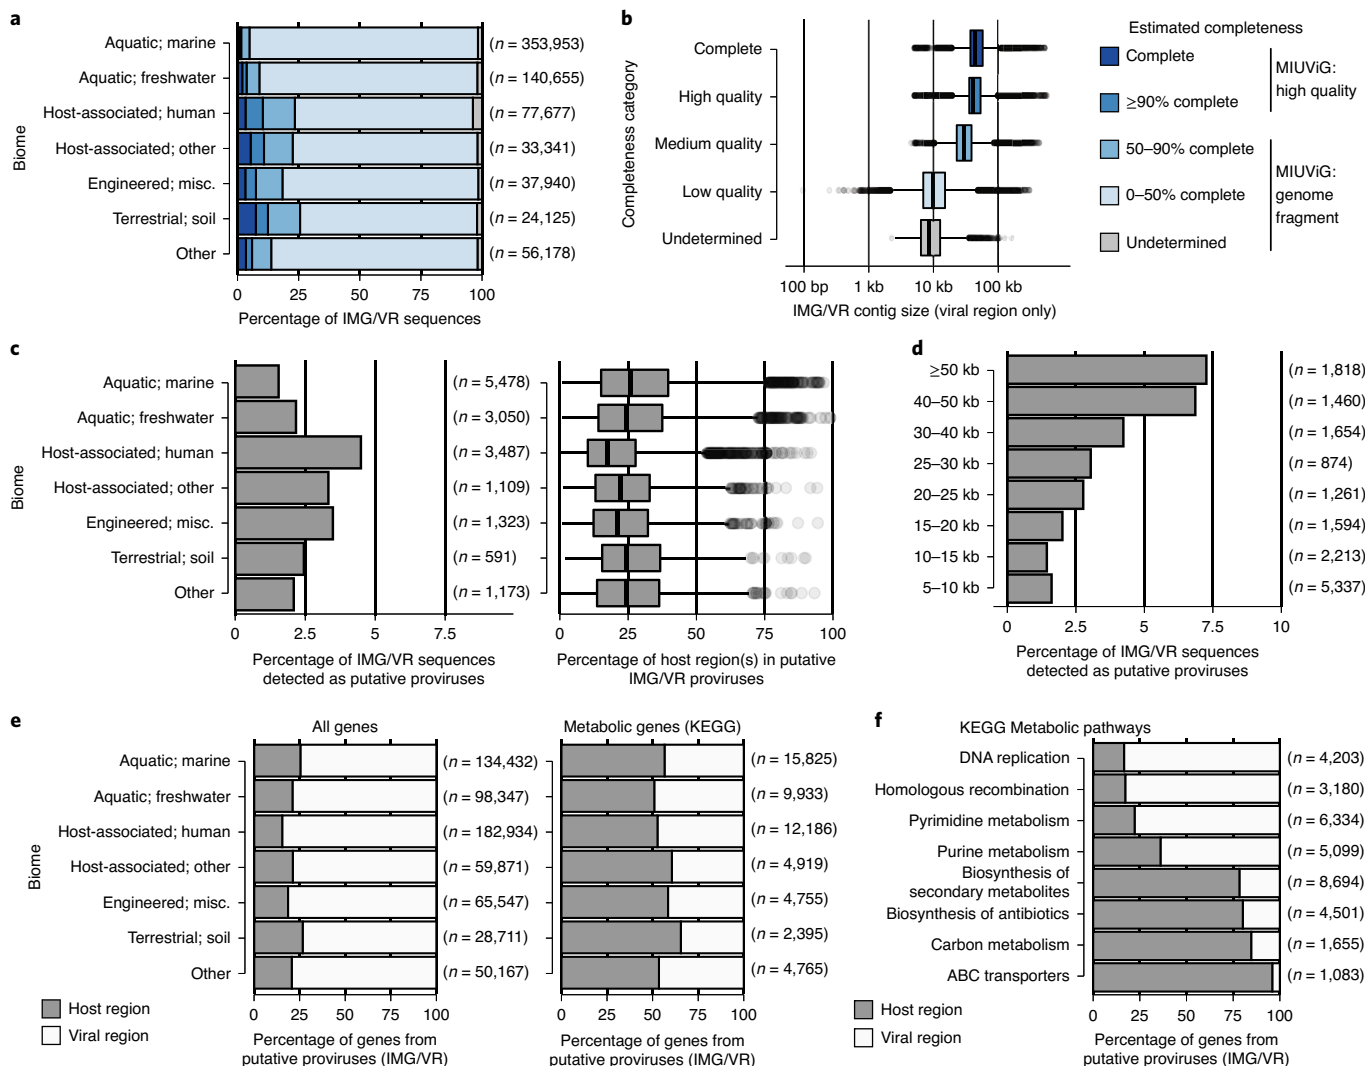 a
Biome
Aquatic; marine
(n = 353,953)
Aquatic; freshwater
(n = 140,655)
Host-associated; human
(n = 77,677)
Host-associated; other
(n = 33,341)
Engineered; misc.
(n = 37,940)
Terrestrial; soil
(n = 24,125)
Other
(n = 56,178)
0 25 50 75 100
Percentage of IMG/VR sequences
b
Completeness category
Complete
High quality
Medium quality
Low quality
Undetermined
100 bp 1 kb 10 kb 100 kb
IMG/VR contig size (viral region only)
Estimated completeness
Complete
≥90% complete
MIUViG:
high quality
50–90% complete
0–50% complete
Undetermined
MIUViG:
genome
fragment
c
Biome
Aquatic; marine
(n = 5,478)
Aquatic; freshwater
(n = 3,050)
Host-associated; human
(n = 3,487)
Host-associated; other
(n = 1,109)
Engineered; misc.
(n = 1,323)
Terrestrial; soil
(n = 591)
Other
(n = 1,173)
0 2.5 5 7.5
Percentage of IMG/VR sequences
detected as putative proviruses
0 25 50 75 100
Percentage of host region(s) in putative
IMG/VR proviruses
d
≥50 kb
(n = 1,818)
40–50 kb
(n = 1,460)
30–40 kb
(n = 1,654)
25–30 kb
(n = 874)
20–25 kb
(n = 1,261)
15–20 kb
(n = 1,594)
10–15 kb
(n = 2,213)
5–10 kb
(n = 5,337)
0 2.5 5 7.5 10
Percentage of IMG/VR sequences
detected as putative proviruses
e
All genes
Metabolic genes (KEGG)
Biome
Aquatic; marine
(n = 134,432)
(n = 15,825)
Aquatic; freshwater
(n = 98,347)
(n = 9,933)
Host-associated; human
(n = 182,934)
(n = 12,186)
Host-associated; other
(n = 59,871)
(n = 4,919)
Engineered; misc.
(n = 65,547)
(n = 4,755)
Terrestrial; soil
(n = 28,711)
(n = 2,395)
Other
(n = 50,167)
(n = 4,765)
0 25 50 75 100
0 25 50 75 100
Host region
Viral region
Percentage of genes from
putative proviruses (IMG/VR)
Percentage of genes from
putative proviruses (IMG/VR)
f
KEGG Metabolic pathways
DNA replication
(n = 4,203)
Homologous recombination
(n = 3,180)
Pyrimidine metabolism
(n = 6,334)
Purine metabolism
(n = 5,099)
Biosynthesis of
secondary metabolites
(n = 8,694)
Biosynthesis of antibiotics
(n = 4,501)
Carbon metabolism
(n = 1,655)
ABC transporters
(n = 1,083)
0 25 50 75 100
Host region
Viral region
Percentage of genes from
putative proviruses (IMG/VR)